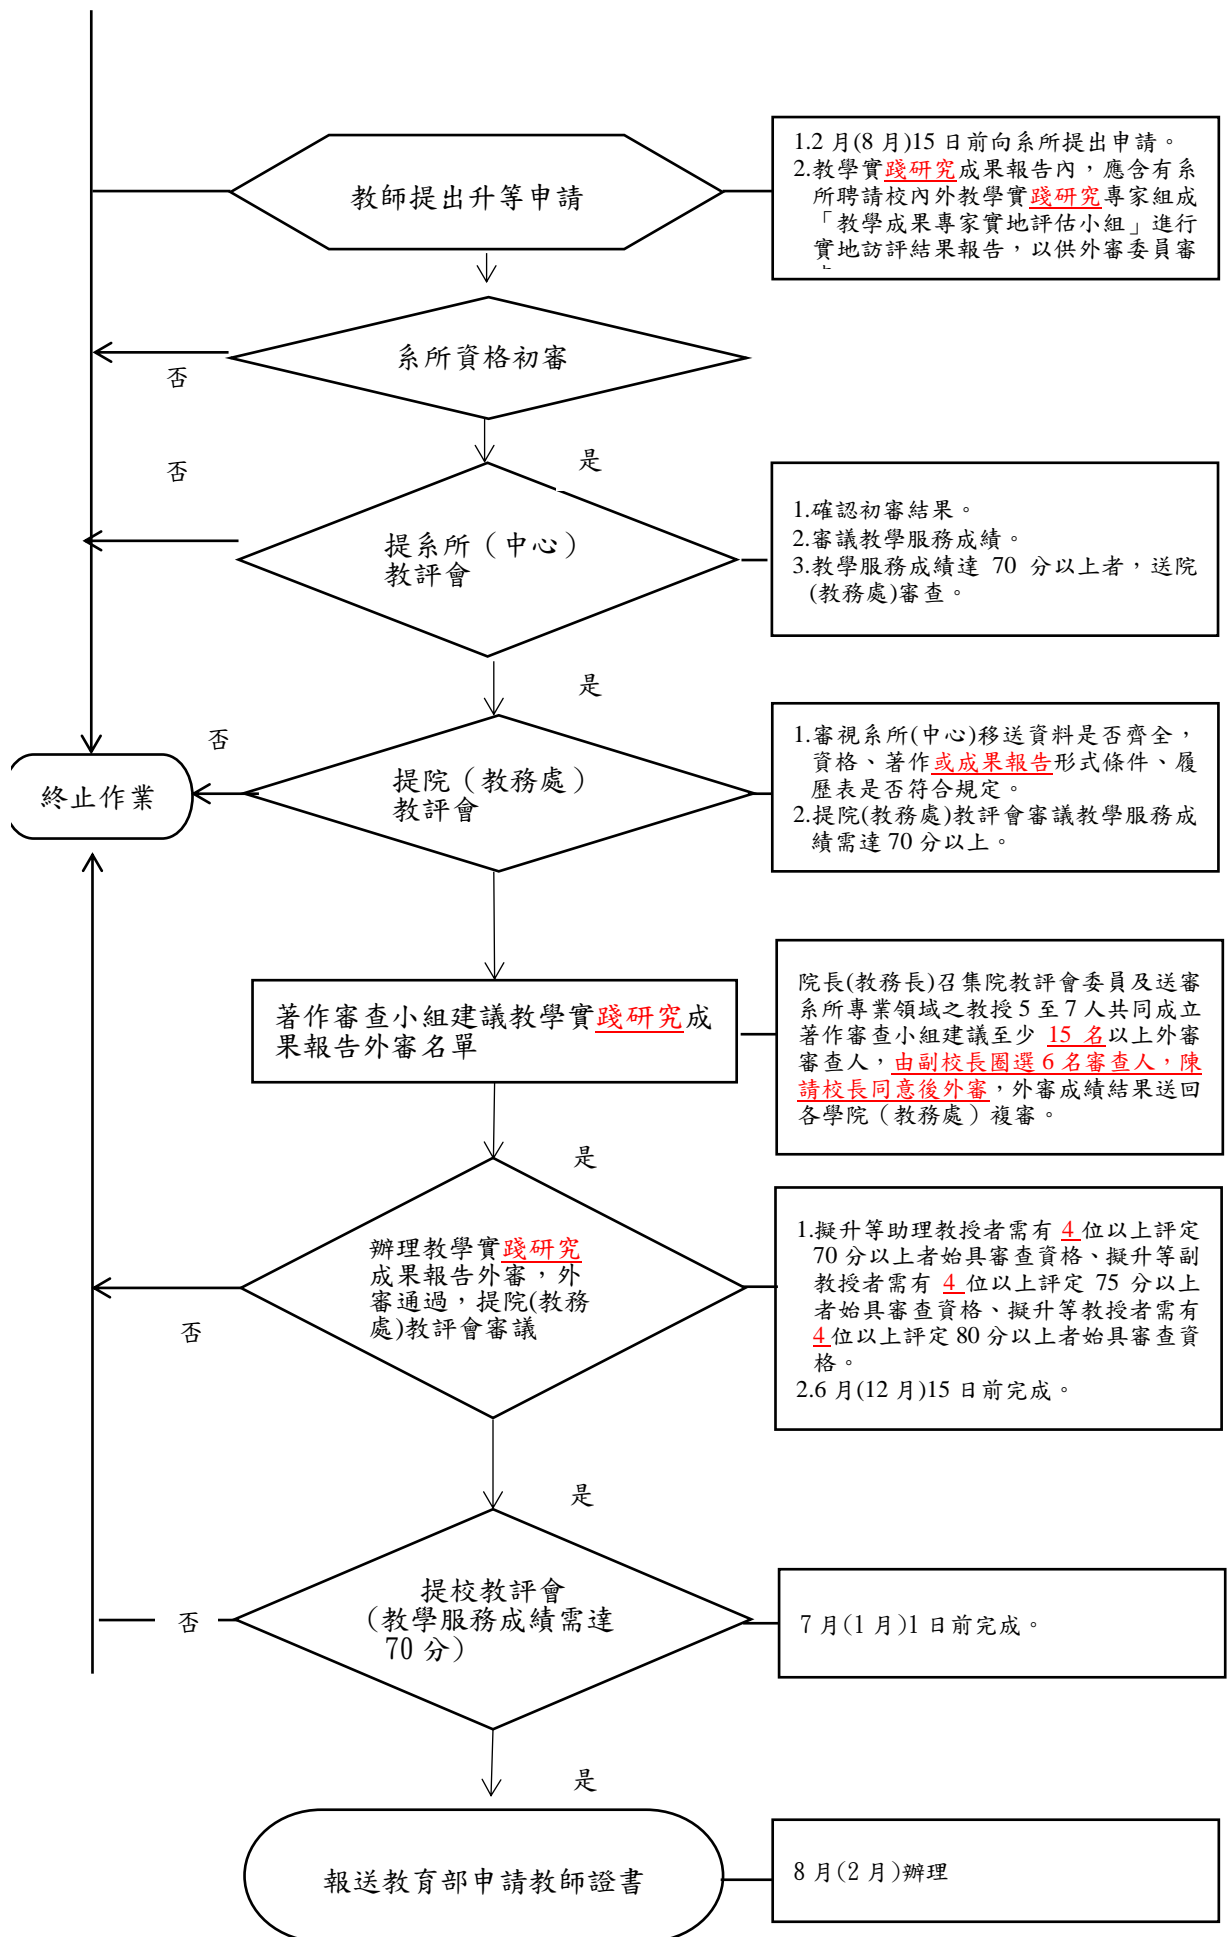 教師提出升等申請
1.2 月(8 月)15 日前向系所提出申請。
2.教學實踐研究成果報告內，應含有系
所聘請校內外教學實踐研究專家組成
「教學成果專家實地評估小組」進行
實地訪評結果報告，以供外審委員審
系所資格初審
否
是
否
提系所（中心）
教評會
1.確認初審結果。
2.審議教學服務成績。
3.教學服務成績達 70 分以上者，送院
(教務處)審查。
是
否
終止作業
提院（教務處）
教評會
1.審視系所(中心)移送資料是否齊全，
資格、著作或成果報告形式條件、履
歷表是否符合規定。
2.提院(教務處)教評會審議教學服務成
績需達 70 分以上。
著作審查小組建議教學實踐研究成
果報告外審名單
院長(教務長)召集院教評會委員及送審
系所專業領域之教授 5 至 7 人共同成立
著作審查小組建議至少 15 名以上外審
審查人，由副校長圈選 6 名審查人，陳
請校長同意後外審，外審成績結果送回
各學院（教務處）複審。
是
辦理教學實踐研究
成果報告外審，外
審通過，提院(教務
處)教評會審議
否
1.擬升等助理教授者需有 4 位以上評定
70 分以上者始具審查資格、擬升等副
教授者需有 4 位以上評定 75 分以上
者始具審查資格、擬升等教授者需有
4 位以上評定 80 分以上者始具審查資
格。
2.6 月(12 月)15 日前完成。
是
提校教評會
（教學服務成績需達
70 分）
否
7 月(1 月)1 日前完成。
是
報送教育部申請教師證書
8 月(2 月)辦理